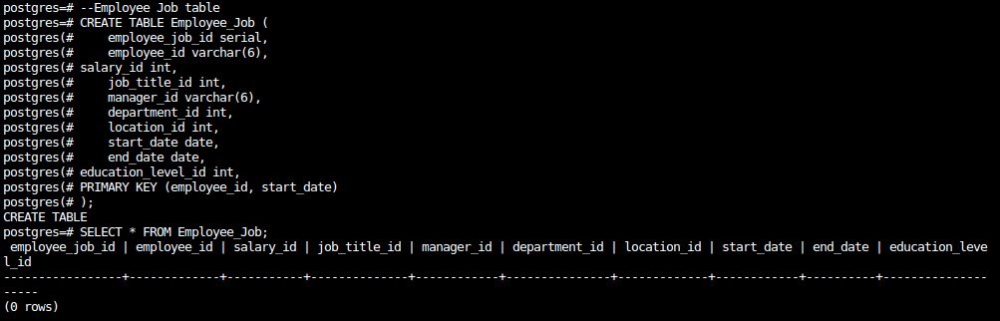 postgres=# --Employee Job table
postgres=# CREATE TABLE Employee_Job (
postgres(#     employee_job_id serial,
postgres(#     employee_id varchar(6),
postgres(# salary_id int,
postgres(#     job_title_id int,
postgres(#     manager_id varchar(6),
postgres(#     department_id int,
postgres(#     location_id int,
postgres(#     start_date date,
postgres(#     end_date date,
postgres(# education_level_id int,
postgres(# PRIMARY KEY (employee_id, start_date)
postgres(# );
CREATE TABLE
postgres=# SELECT * FROM Employee_Job;
 employee_job_id | employee_id | salary_id | job_title_id | manager_id | department_id | location_id | start_date | end_date | education_leve
l_id
-----------------+-------------+-----------+--------------+------------+---------------+-------------+------------+----------+---------------
-----
(0 rows)